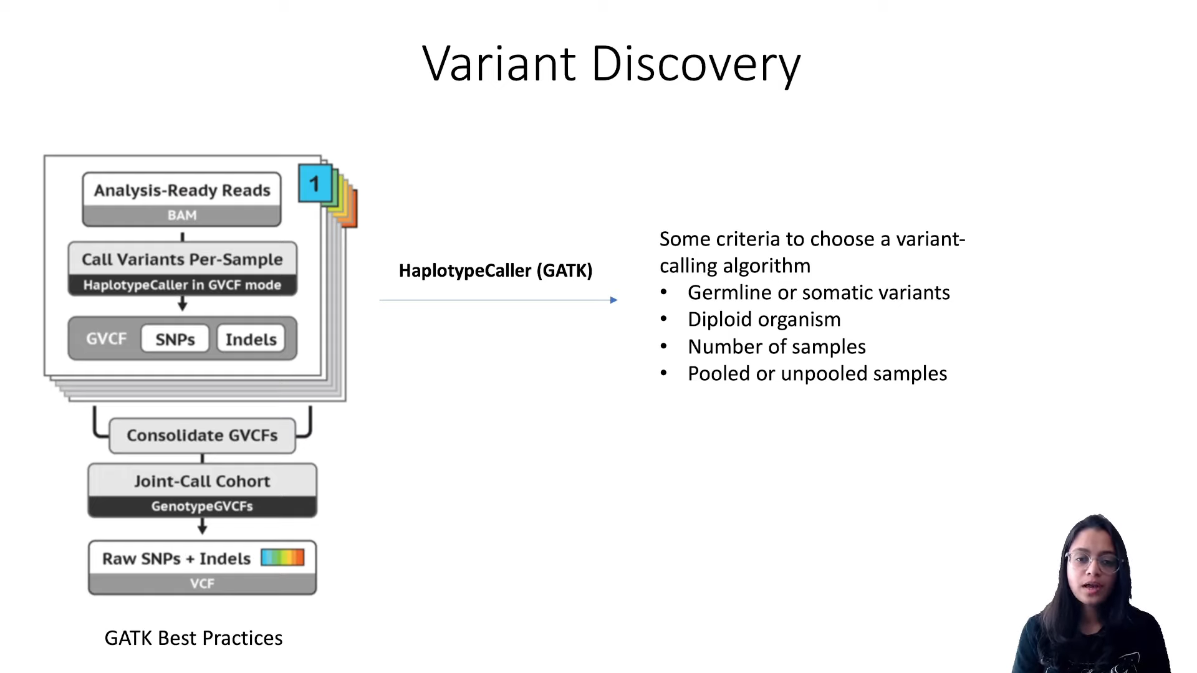 Variant Discovery
1
Analysis-Ready Reads
BAM
Call Variants Per-Sample
HaplotypeCaller in GVCF mode
GVCF
SNPs
Indels
Consolidate GVCFs
Joint-Call Cohort
GenotypeGVCFs
Raw SNPs + Indels
VCF
GATK Best Practices
HaplotypeCaller (GATK)
Some criteria to choose a variant-
calling algorithm
• Germline or somatic variants
• Diploid organism
• Number of samples
• Pooled or unpooled samples